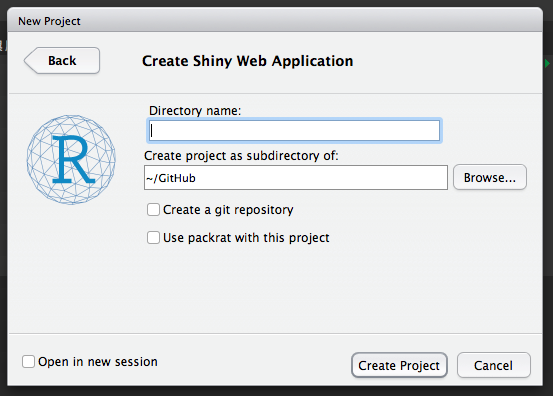 New Project
Back
Create Shiny Web Application
R
Directory name:
Create project as subdirectory of:
~/GitHub
Browse...
Create a git repository
Use packrat with this project
Open in new session
Create Project
Cancel